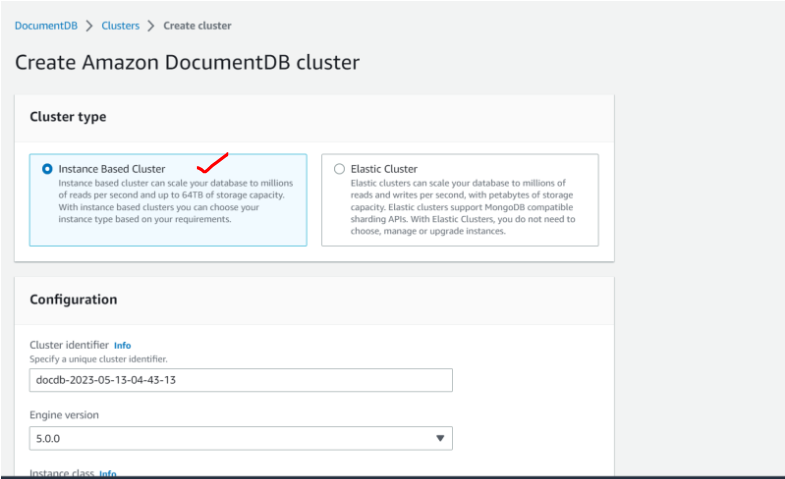 DocumentDB > Clusters > Create cluster
Create Amazon DocumentDB cluster
Cluster type
Instance Based Cluster
Instance based cluster can scale your database to millions
of reads per second and up to 64TB of storage capacity.
With instance based clusters you can choose your
instance type based on your requirements.
Elastic Cluster
Elastic clusters can scale your database to millions of
reads and writes per second, with petabytes of storage
capacity. Elastic clusters support MongoDB compatible
sharding APIs. With Elastic Clusters, you do not need to
choose, manage or upgrade instances.
Configuration
Cluster identifier Info
Specify a unique cluster identifier.
docdb-2023-05-13-04-43-13
Engine version
5.0.0
Instance class Info